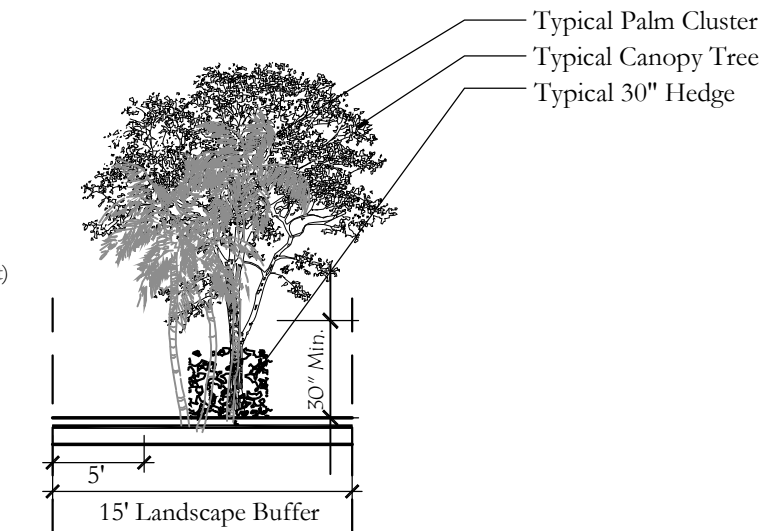 Typical Palm Cluster
Typical Canopy Tree
Typical 30" Hedge
30" Min.
5'
15' Landscape Buffer